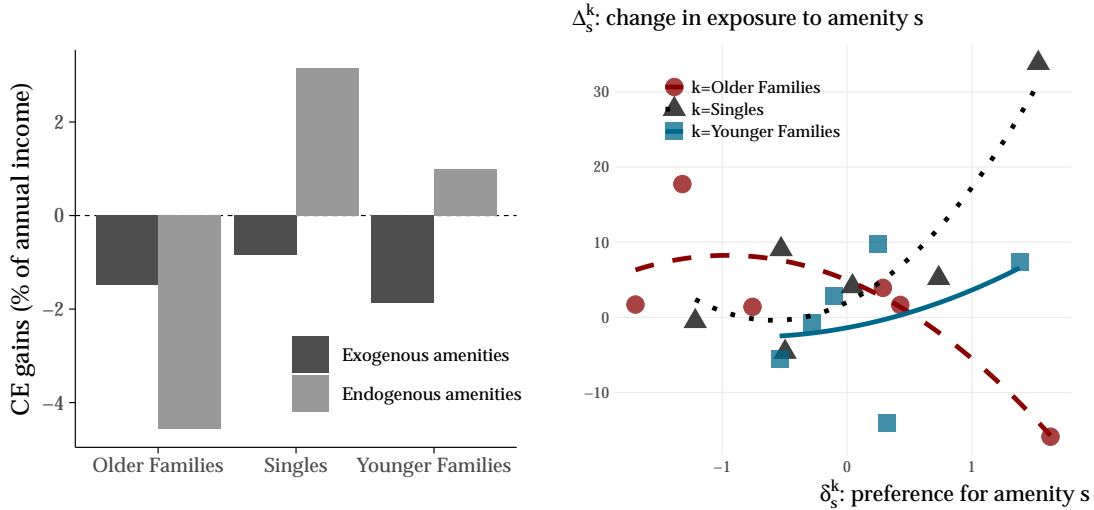 CE gains (% of annual income)
2
0
−2
−4
Exogenous amenities
Endogenous amenities
Older Families
Singles
Younger Families
Δₛᵏ: change in exposure to amenity s
k=Older Families
k=Singles
k=Younger Families
30
20
10
0
−10
−1
0
1
δₛᵏ: preference for amenity s